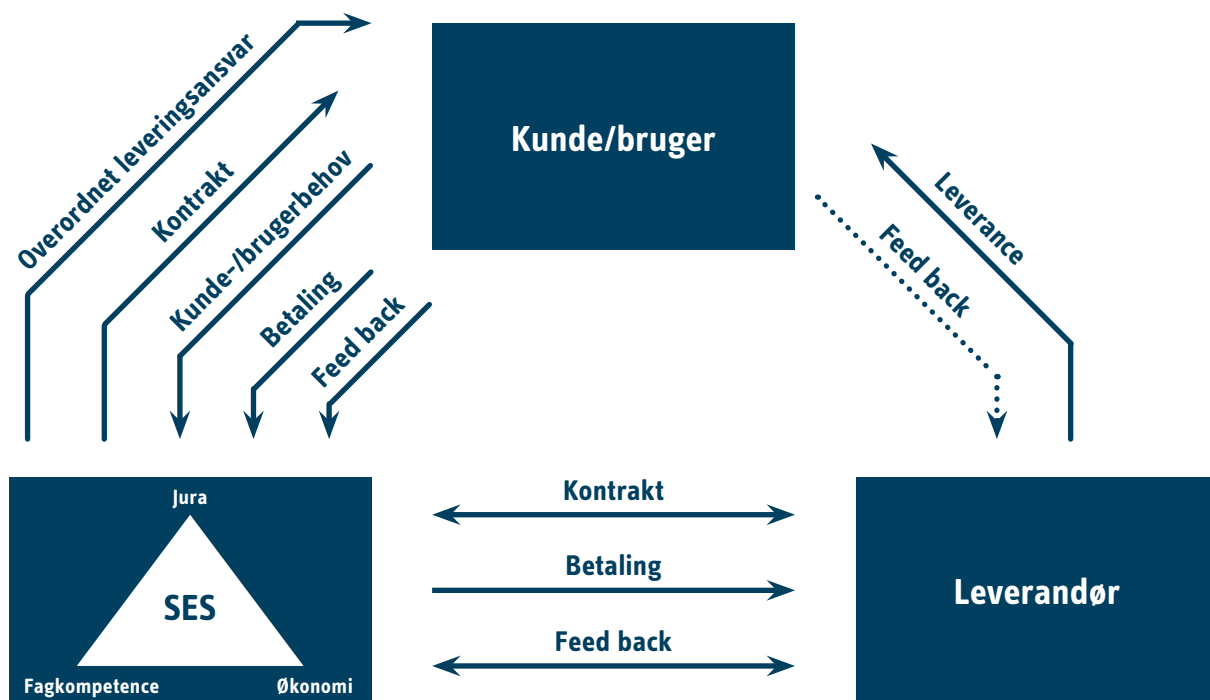 Kunde/bruger
Overordnet leveringsansvar
Kontrakt
Kunde-/brugerbehov
Betaling
Feed back
Leverance
Feed back
Jura
SES
Fagkompetence
Økonomi
Kontrakt
Betaling
Feed back
Leverandør